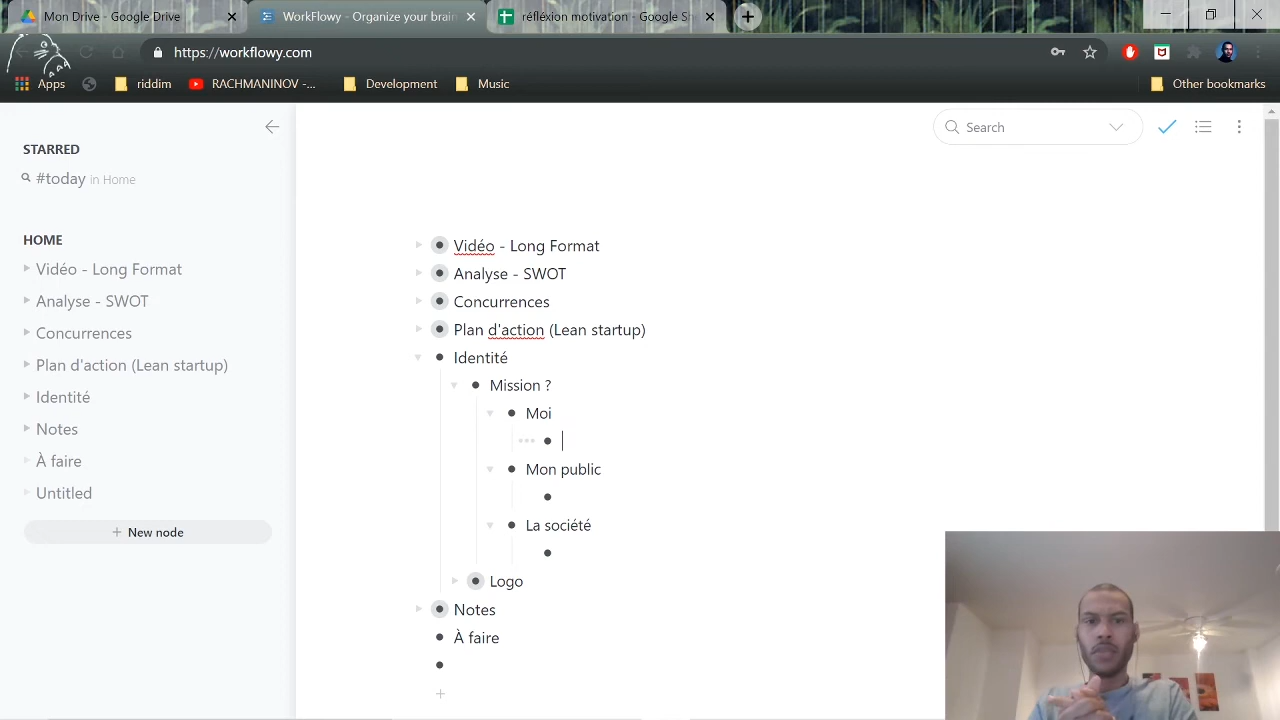 Mon Drive - Google Drive
WorkFlowy - Organize your brain
réfléxion motivation - Google Sh
https://workflowy.com
Apps
riddim
RACHMANINOV -...
Development
Music
Other bookmarks
STARRED
#today in Home
HOME
Vidéo - Long Format
Analyse - SWOT
Concurrences
Plan d'action (Lean startup)
Identité
Notes
À faire
Untitled
+ New node
Search
Vidéo - Long Format
Analyse - SWOT
Concurrences
Plan d'action (Lean startup)
Identité
Mission ?
Moi
Mon public
La société
Logo
Notes
À faire